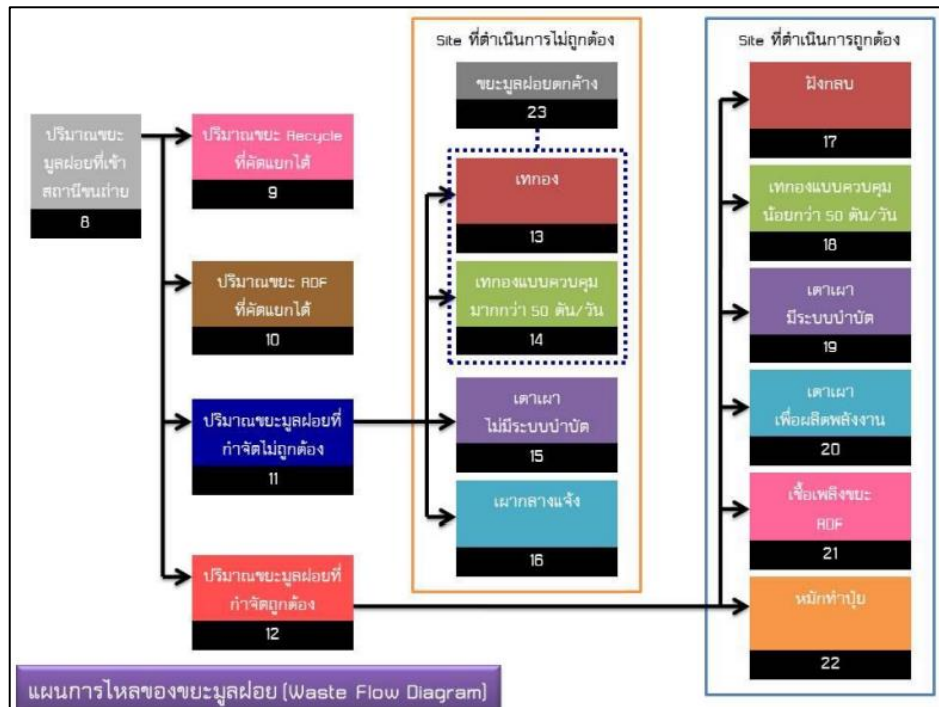 ปริมาณขยะ
มูลฝอยที่เข้า
สถานีขนถ่าย
8
ปริมาณขยะ Recycle
ที่คัดแยกได้
9
ปริมาณขยะ RDF
ที่คัดแยกได้
10
ปริมาณขยะมูลฝอยที่
กำจัดไม่ถูกต้อง
11
ปริมาณขยะมูลฝอยที่
กำจัดถูกต้อง
12
Site ที่ดำเนินการไม่ถูกต้อง
ขยะมูลฝอยตกค้าง
23
เทกอง
13
เทกองแบบควบคุม
มากกว่า 50 ตัน/วัน
14
เตาเผา
ไม่มีระบบบำบัด
15
เผากลางแจ้ง
16
Site ที่ดำเนินการถูกต้อง
ฝังกลบ
17
เทกองแบบควบคุม
น้อยกว่า 50 ตัน/วัน
18
เตาเผา
มีระบบบำบัด
19
เตาเผา
เพื่อผลิตพลังงาน
20
เชื้อเพลิงขยะ
RDF
21
หมักทำปุ๋ย
22
แผนการไหลของขยะมูลฝอย (Waste Flow Diagram)